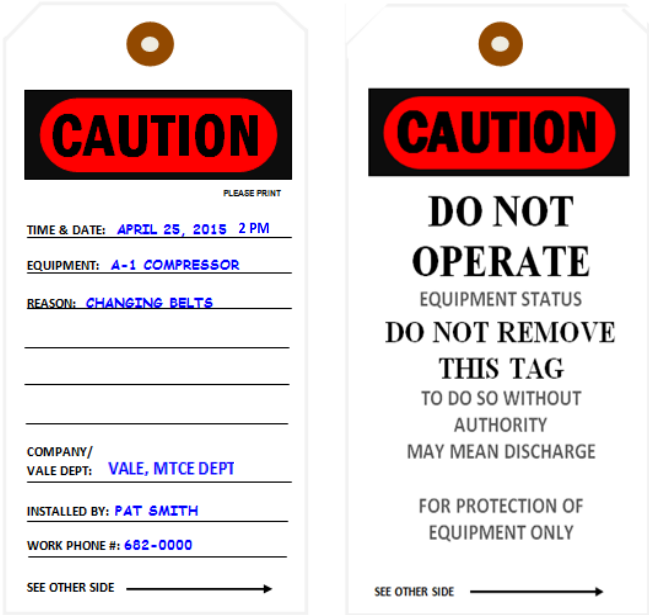 CAUTION
PLEASE PRINT
TIME & DATE: APRIL 25, 2015 2 PM
EQUIPMENT: A-1 COMPRESSOR
REASON: CHANGING BELTS
COMPANY/
VALE DEPT: VALE, MTCE DEPT
INSTALLED BY: PAT SMITH
WORK PHONE #: 682-0000
SEE OTHER SIDE
CAUTION
DO NOT
OPERATE
EQUIPMENT STATUS
DO NOT REMOVE
THIS TAG
TO DO SO WITHOUT
AUTHORITY
MAY MEAN DISCHARGE
FOR PROTECTION OF
EQUIPMENT ONLY
SEE OTHER SIDE